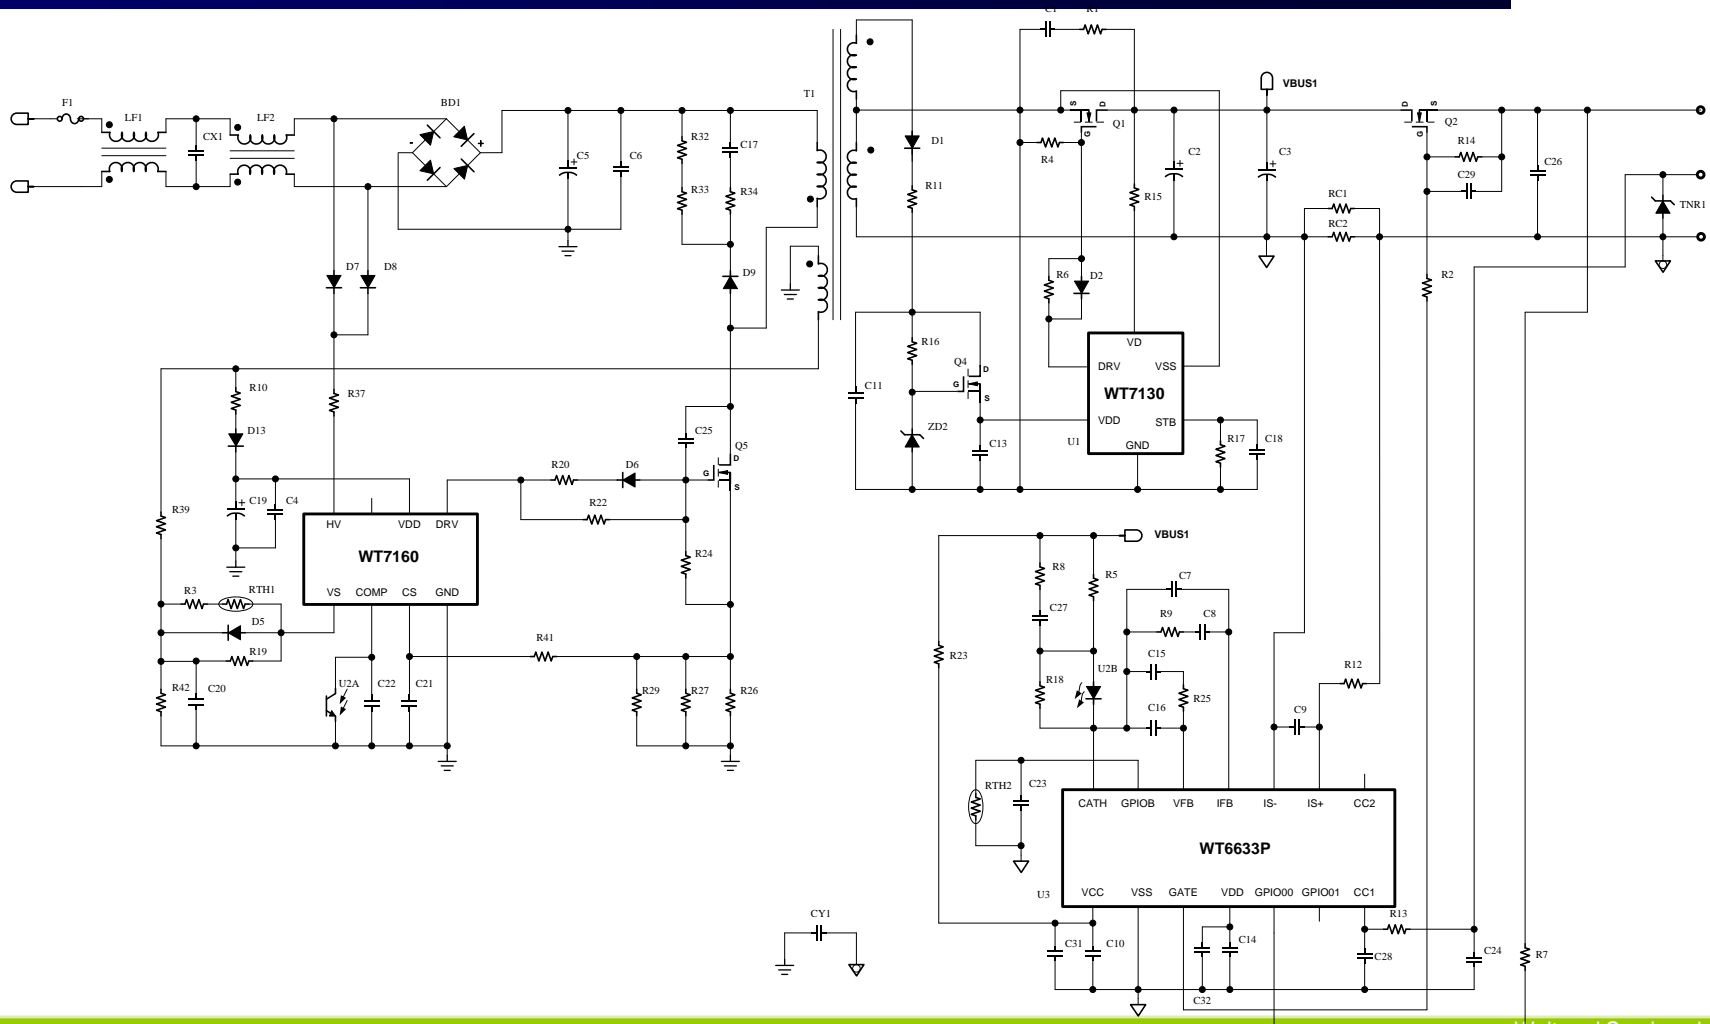 C1 R1
VBUS1
F1 LF1 CX1 LF2 BD1 T1
- +
S D G Q1
D S G Q2
R32 C17 C5 C6 R33 R34
D1 R11 R4 R15 C2 C3
R14 C29 C26 RC1 RC2 TNR1
D7 D8 D9 R6 D2 R2
R16 Q4 D G S C11 ZD2 C13
VD
DRV VSS
WT7130
VDD STB
GND
U1 R17 C18
R10 R37 D13 C19 C4 R39
C25 Q5 D G S
R20 D6 R22 R24
HV VDD DRV
WT7160
VS COMP CS GND
R3 RTH1 D5 R19 R42 C20
U2A C22 C21 R41 R29 R27 R26
VBUS1
R8 R5 C7 C27 R9 C8
R23 C15 U2B R18 R25 C16
R12 C9
RTH2 C23
CATH GPIOB VFB IFB IS- IS+ CC2
WT6633P
U3
VCC VSS GATE VDD GPIO00 GPIO01 CC1
CY1
R13 C31 C10 C14 C28 C24 R7
C32